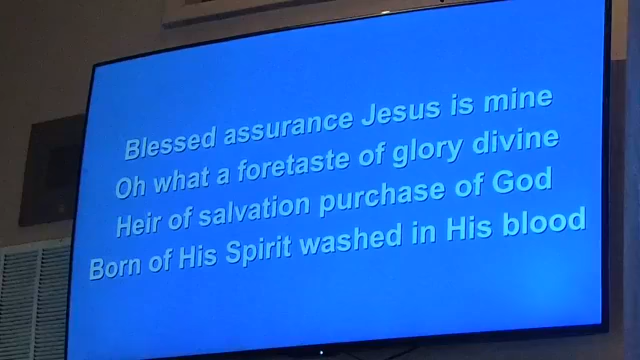 Blessed assurance Jesus is mine
Oh what a foretaste of glory divine
Heir of salvation purchase of God
Born of His Spirit washed in His blood